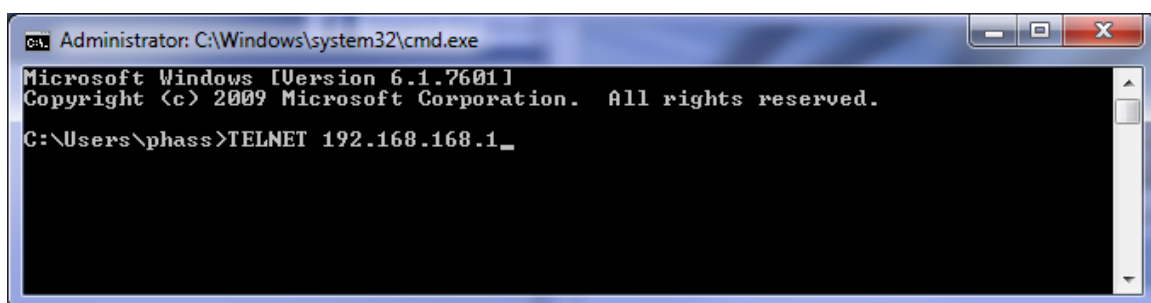 Administrator: C:\Windows\system32\cmd.exe
Microsoft Windows [Version 6.1.7601]
Copyright (c) 2009 Microsoft Corporation.  All rights reserved.
C:\Users\phass>TELNET 192.168.168.1_